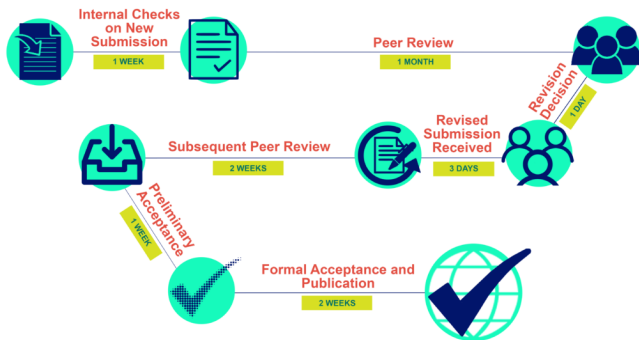 Internal Checks
on New
Submission
1 WEEK
Peer Review
1 MONTH
Revision
Decision
1 DAY
Revised
Submission
Received
3 DAYS
Subsequent Peer Review
2 WEEKS
Preliminary
Acceptance
1 WEEK
Formal Acceptance and
Publication
2 WEEKS